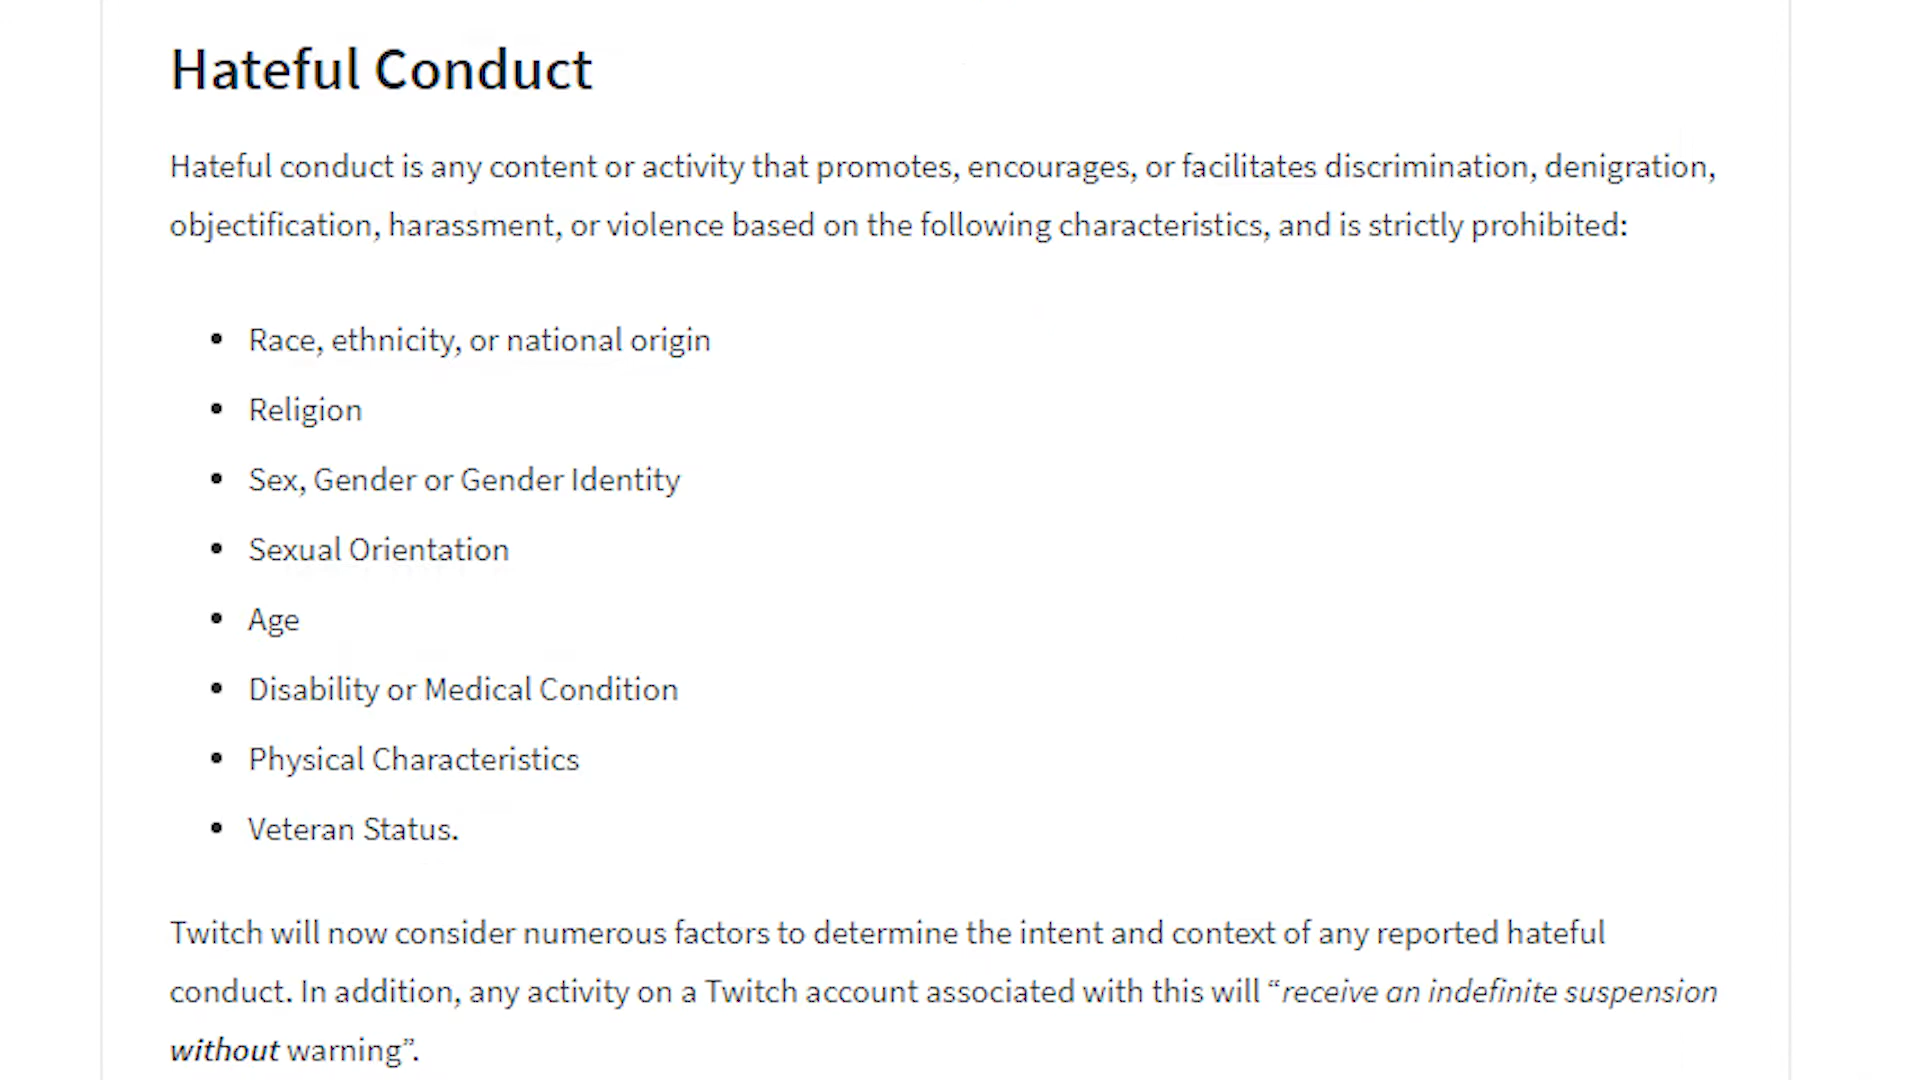 Hateful Conduct
Hateful conduct is any content or activity that promotes, encourages, or facilitates discrimination, denigration,
objectification, harassment, or violence based on the following characteristics, and is strictly prohibited:
• Race, ethnicity, or national origin
• Religion
• Sex, Gender or Gender Identity
• Sexual Orientation
• Age
• Disability or Medical Condition
• Physical Characteristics
• Veteran Status.
Twitch will now consider numerous factors to determine the intent and context of any reported hateful
conduct. In addition, any activity on a Twitch account associated with this will “receive an indefinite suspension
without warning”.